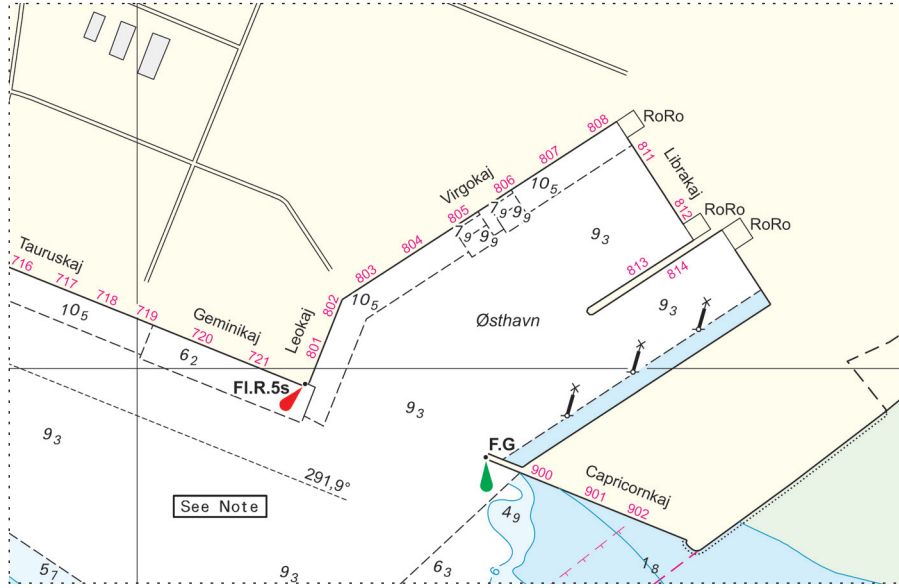 RoRo
808
807
811
Librakaj
Virgokaj
806
10₅
805
9₉
9₉
812
RoRo
RoRo
804
9₃
Tauruskaj
716
717
718
719
10₅
803
802
10₅
813
814
9₃
Østhavn
Geminikaj
720
721
6₂
Leokaj
801
Fl.R.5s
9₃
9₃
F.G
291,9°
See Note
900
Capricornkaj
901
902
4₉
5₇
9₃
6₃
6
1₈